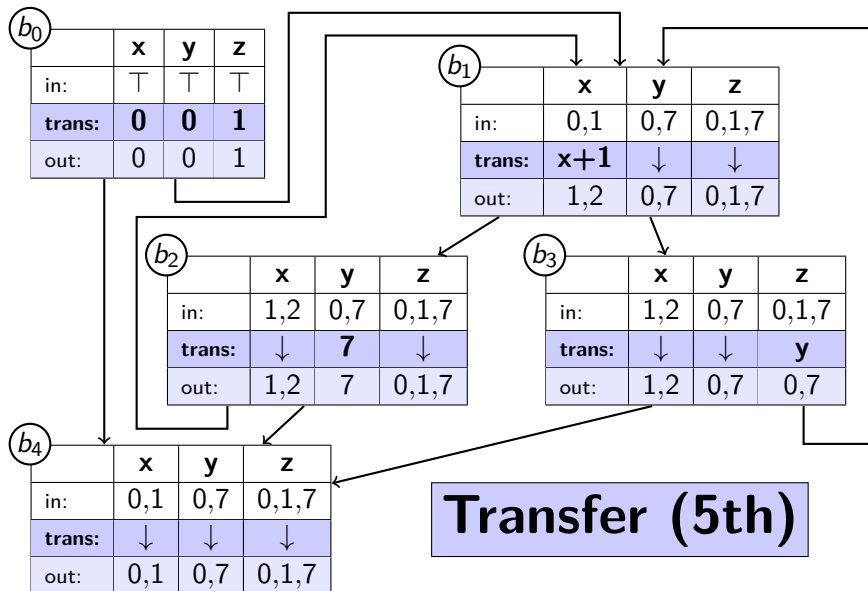 b0
x y z
in: ⊤ ⊤ ⊤
trans: 0 0 1
out: 0 0 1
b1
x y z
in: 0,1 0,7 0,1,7
trans: x+1 ↓ ↓
out: 1,2 0,7 0,1,7
b2
x y z
in: 1,2 0,7 0,1,7
trans: ↓ 7 ↓
out: 1,2 7 0,1,7
b3
x y z
in: 1,2 0,7 0,1,7
trans: ↓ ↓ y
out: 1,2 0,7 0,7
b4
x y z
in: 0,1 0,7 0,1,7
trans: ↓ ↓ ↓
out: 0,1 0,7 0,1,7
Transfer (5th)